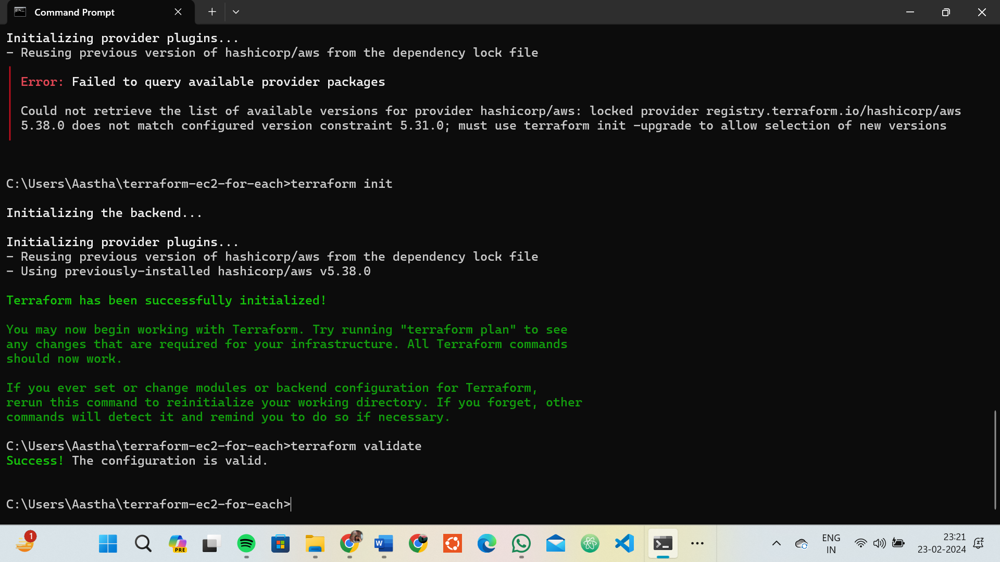 Command Prompt
Initializing provider plugins...
- Reusing previous version of hashicorp/aws from the dependency lock file
Error: Failed to query available provider packages
Could not retrieve the list of available versions for provider hashicorp/aws: locked provider registry.terraform.io/hashicorp/aws
5.38.0 does not match configured version constraint 5.31.0; must use terraform init -upgrade to allow selection of new versions
C:\Users\Aastha\terraform-ec2-for-each>terraform init
Initializing the backend...
Initializing provider plugins...
- Reusing previous version of hashicorp/aws from the dependency lock file
- Using previously-installed hashicorp/aws v5.38.0
Terraform has been successfully initialized!
You may now begin working with Terraform. Try running "terraform plan" to see
any changes that are required for your infrastructure. All Terraform commands
should now work.
If you ever set or change modules or backend configuration for Terraform,
rerun this command to reinitialize your working directory. If you forget, other
commands will detect it and remind you to do so if necessary.
C:\Users\Aastha\terraform-ec2-for-each>terraform validate
Success! The configuration is valid.
C:\Users\Aastha\terraform-ec2-for-each>
1
PRE
W
ENG
IN
23:21
23-02-2024